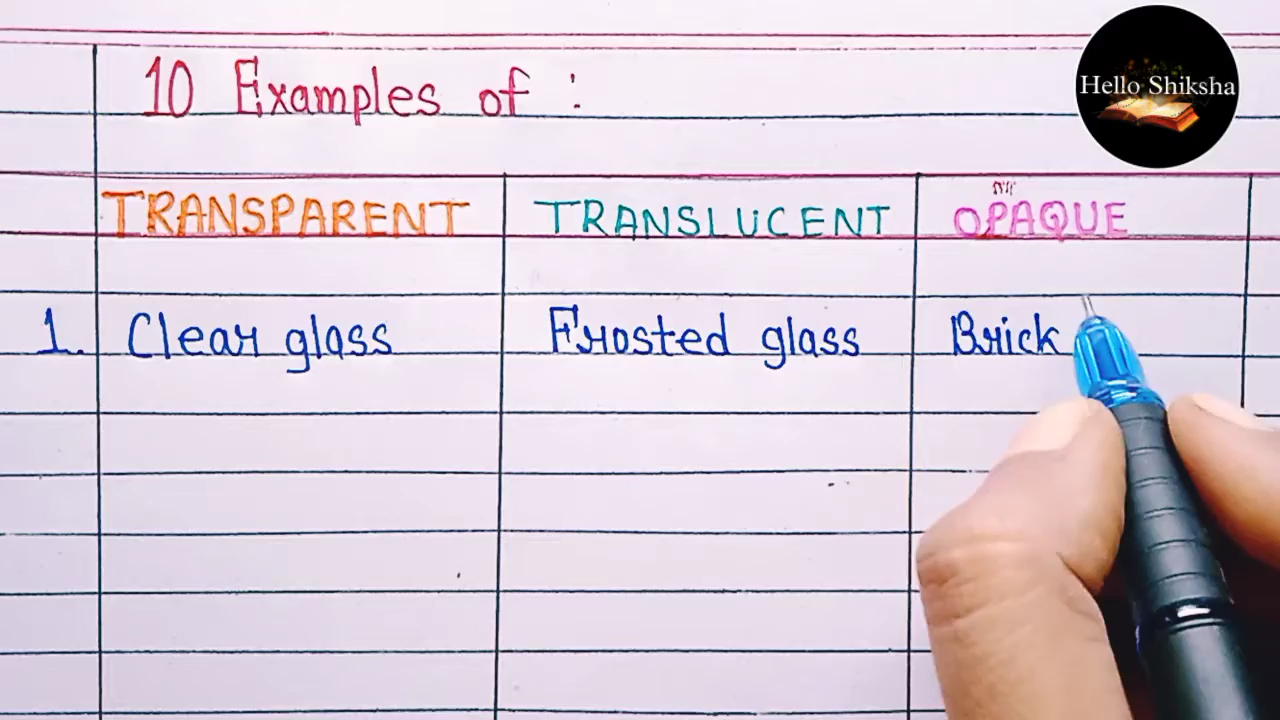 10 Examples of :
Hello Shiksha
TRANSPARENT TRANSLUCENT OPAQUE
1. Clear glass Frosted glass Brick